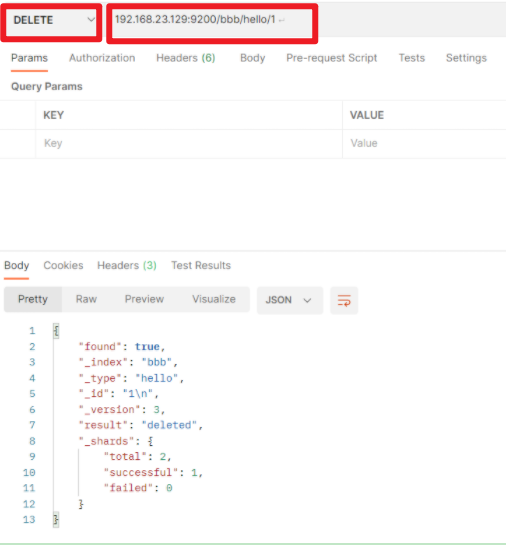 DELETE 192.168.23.129:9200/bbb/hello/1 ↩
Params Authorization Headers (6) Body Pre-request Script Tests Settings
Query Params
KEY VALUE
Key Value
Body Cookies Headers (3) Test Results
Pretty Raw Preview Visualize JSON
1 {
2 "found": true,
3 "_index": "bbb",
4 "_type": "hello",
5 "_id": "1\n",
6 "_version": 3,
7 "result": "deleted",
8 "_shards": {
9 "total": 2,
10 "successful": 1,
11 "failed": 0
12 }
13 }